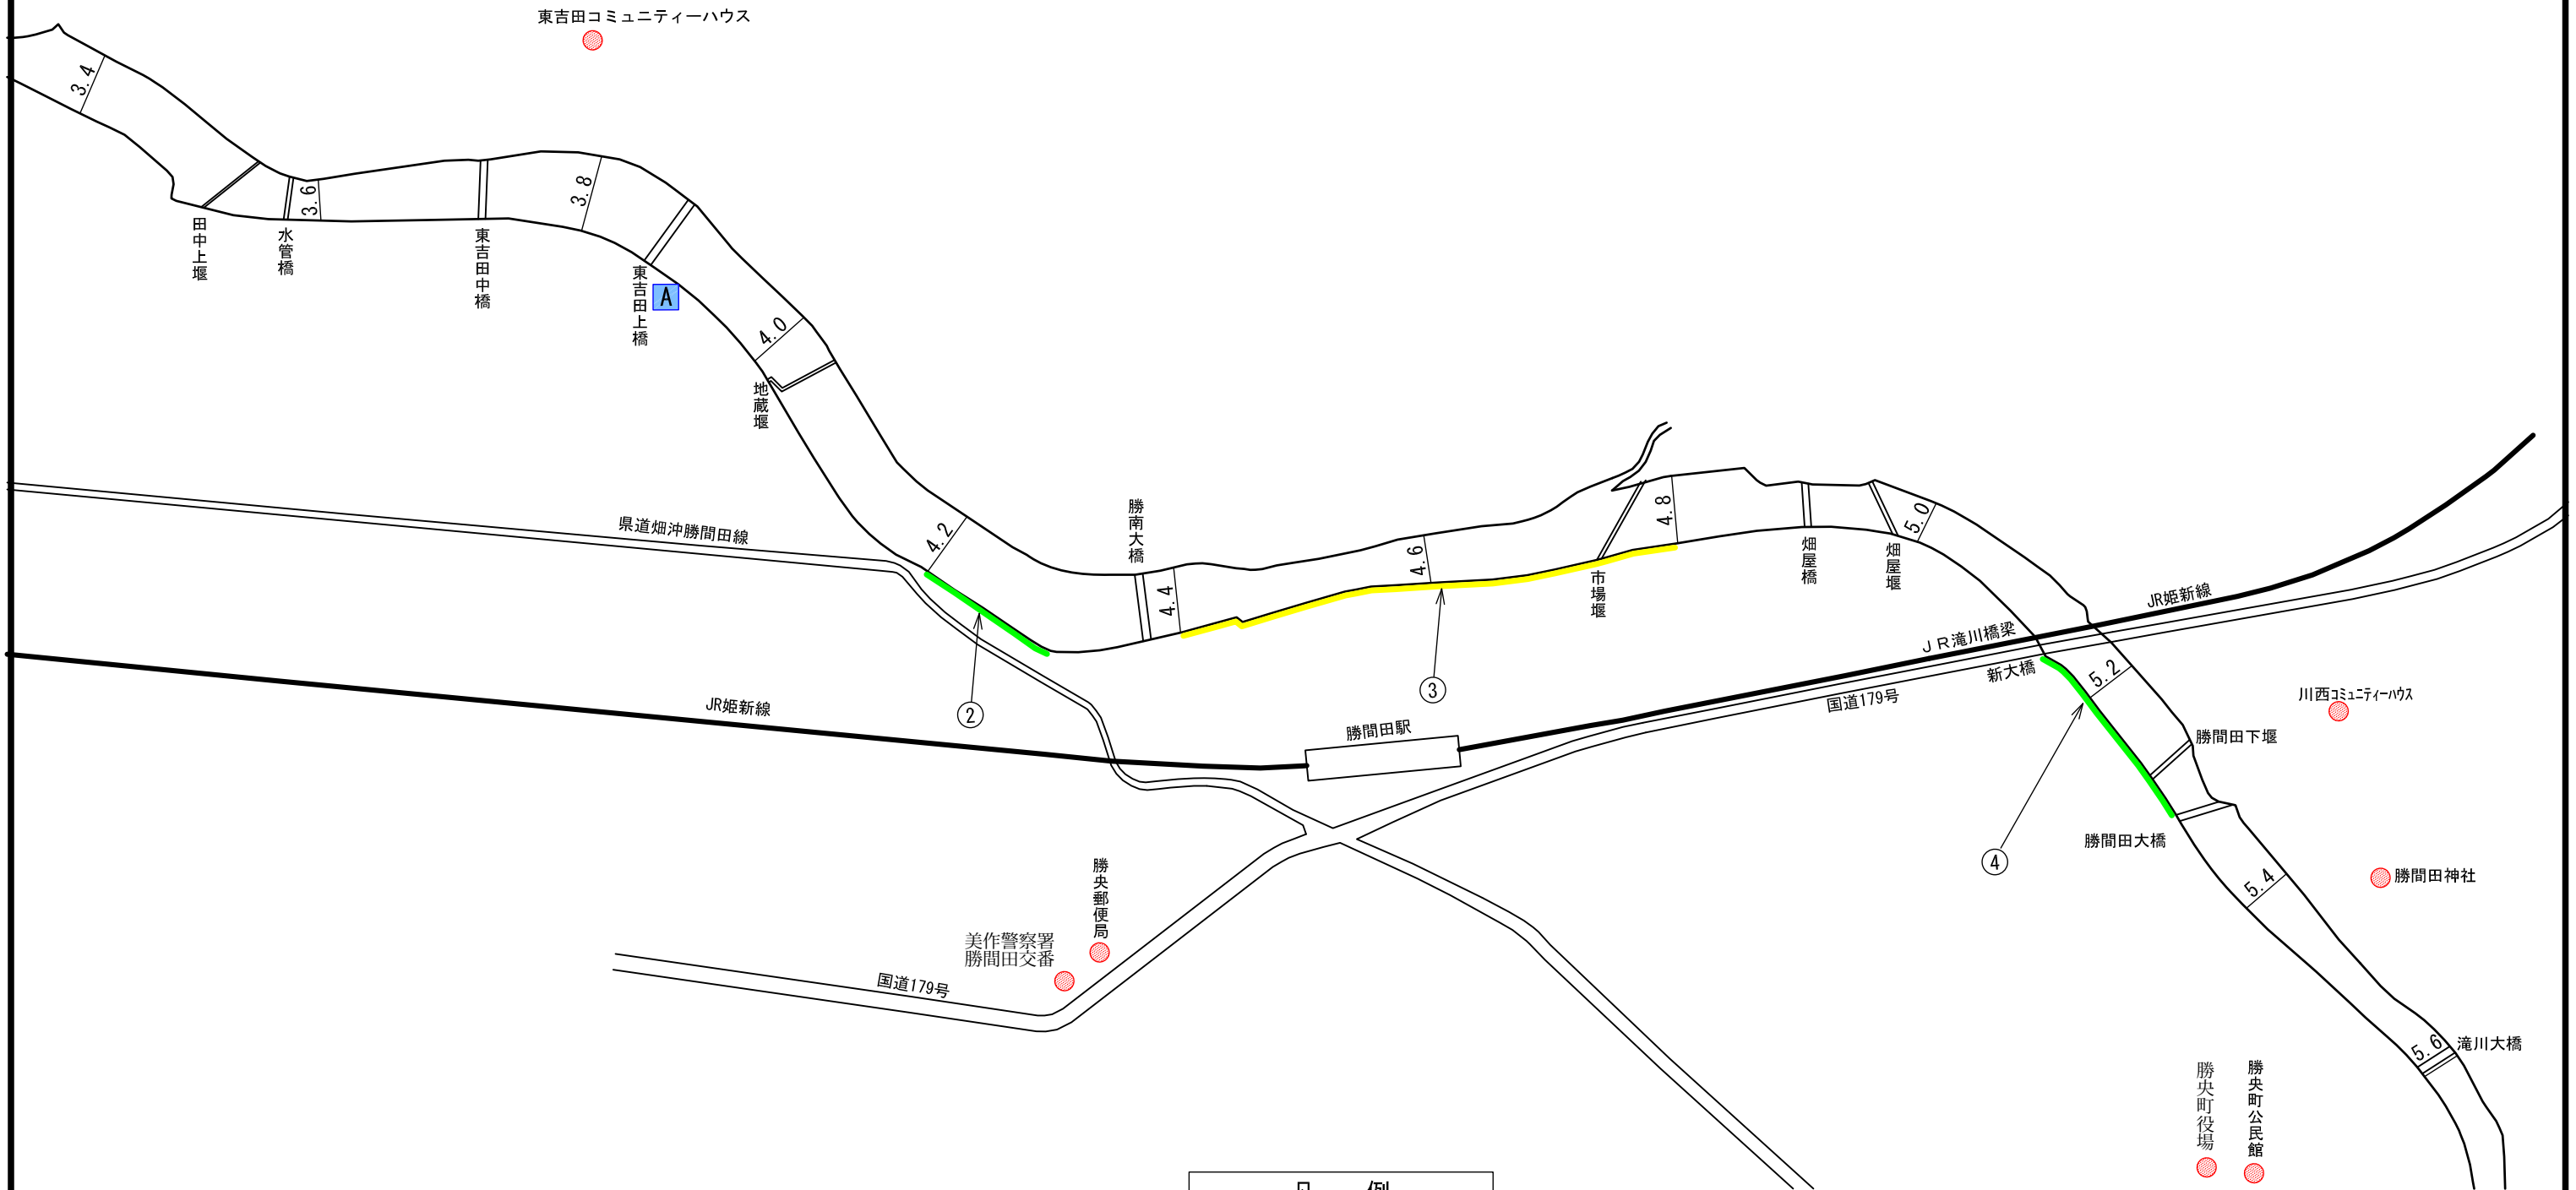 東吉田コミュニティーハウス
3.4
3.6
3.8
田中上堰
水管橋
東吉田中橋
東吉田上橋
A
4.0
地蔵堰
県道畑沖勝間田線
4.2
勝南大橋
4.4
4.6
4.8
市場堰
畑屋橋
畑屋堰
5.0
JR姫新線
JR滝川橋梁
新大橋
国道179号
5.2
川西コミュニティーハウス
勝間田下堰
②
③
JR姫新線
勝間田駅
④
勝間田大橋
5.4
勝間田神社
勝央郵便局
美作警察署
勝間田交番
国道179号
5.6
滝川大橋
勝央町役場
勝央町公民館
凡 例